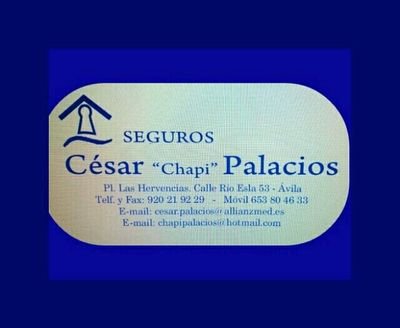 SEGUROS
César "Chapi" Palacios
Pl. Las Hervencias. Calle Río Esla 53 - Ávila
Telf. y Fax: 920 21 92 29 - Móvil 653 80 46 33
E-mail: cesar.palacios@allianzmed.es
E-mail: chapipalacios@hotmail.com